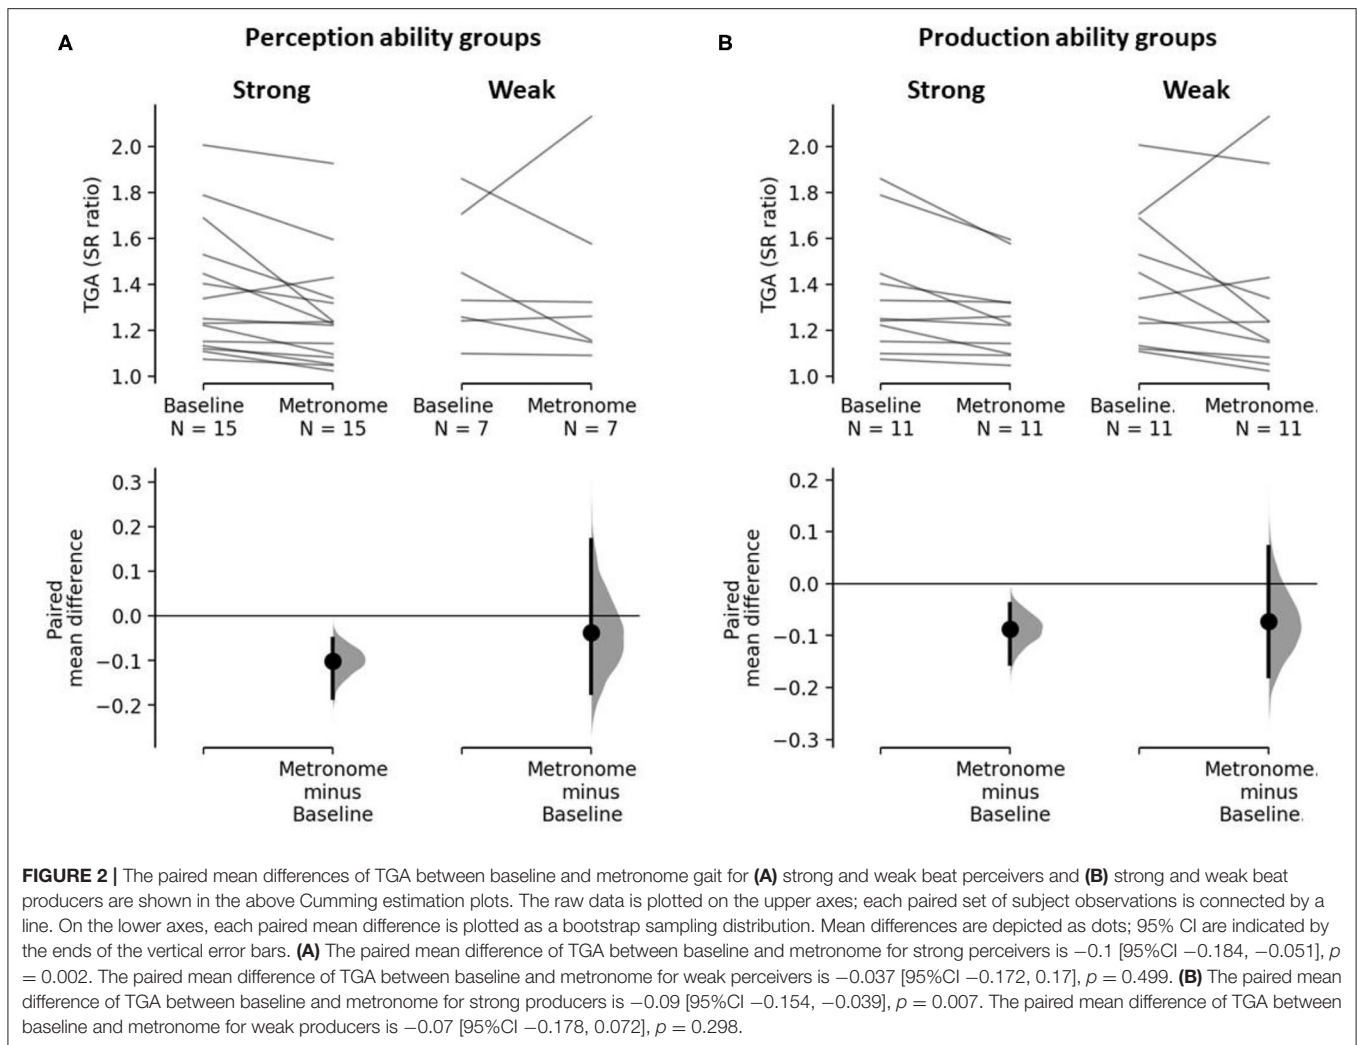 A
Perception ability groups
Strong
Weak
TGA (SR ratio)
2.0
1.8
1.6
1.4
1.2
1.0
Baseline
N = 15
Metronome
N = 15
Baseline
N = 7
Metronome
N = 7
Paired
mean difference
0.3
0.2
0.1
0.0
−0.1
−0.2
Metronome
minus
Baseline
Metronome
minus
Baseline
B
Production ability groups
Strong
Weak
TGA (SR ratio)
2.0
1.8
1.6
1.4
1.2
1.0
Baseline
N = 11
Metronome
N = 11
Baseline.
N = 11
Metronome.
N = 11
Paired
mean difference
0.2
0.1
0.0
−0.1
−0.2
−0.3
Metronome
minus
Baseline
Metronome.
minus
Baseline.
FIGURE 2 | The paired mean differences of TGA between baseline and metronome gait for (A) strong and weak beat perceivers and (B) strong and weak beat
producers are shown in the above Cumming estimation plots. The raw data is plotted on the upper axes; each paired set of subject observations is connected by a
line. On the lower axes, each paired mean difference is plotted as a bootstrap sampling distribution. Mean differences are depicted as dots; 95% CI are indicated by
the ends of the vertical error bars. (A) The paired mean difference of TGA between baseline and metronome for strong perceivers is −0.1 [95%CI −0.184, −0.051], p
= 0.002. The paired mean difference of TGA between baseline and metronome for weak perceivers is −0.037 [95%CI −0.172, 0.17], p = 0.499. (B) The paired mean
difference of TGA between baseline and metronome for strong producers is −0.09 [95%CI −0.154, −0.039], p = 0.007. The paired mean difference of TGA between
baseline and metronome for weak producers is −0.07 [95%CI −0.178, 0.072], p = 0.298.